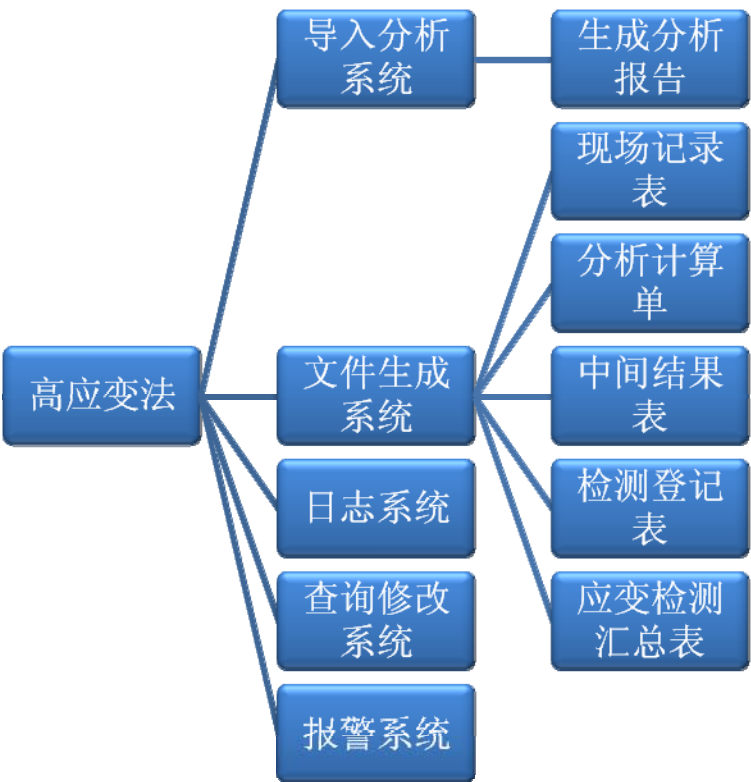 导入分析
系统
生成分析
报告
现场记录
表
分析计算
单
高应变法
文件生成
系统
中间结果
表
日志系统
检测登记
表
查询修改
系统
应变检测
汇总表
报警系统